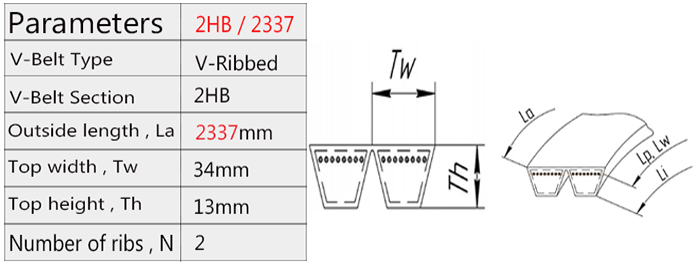 Parameters 2HB / 2337
V-Belt Type V-Ribbed
V-Belt Section 2HB
Outside length , La 2337mm
Top width , Tw 34mm
Top height , Th 13mm
Number of ribs , N 2
Tw
Th
La
Lp, Lw
Li